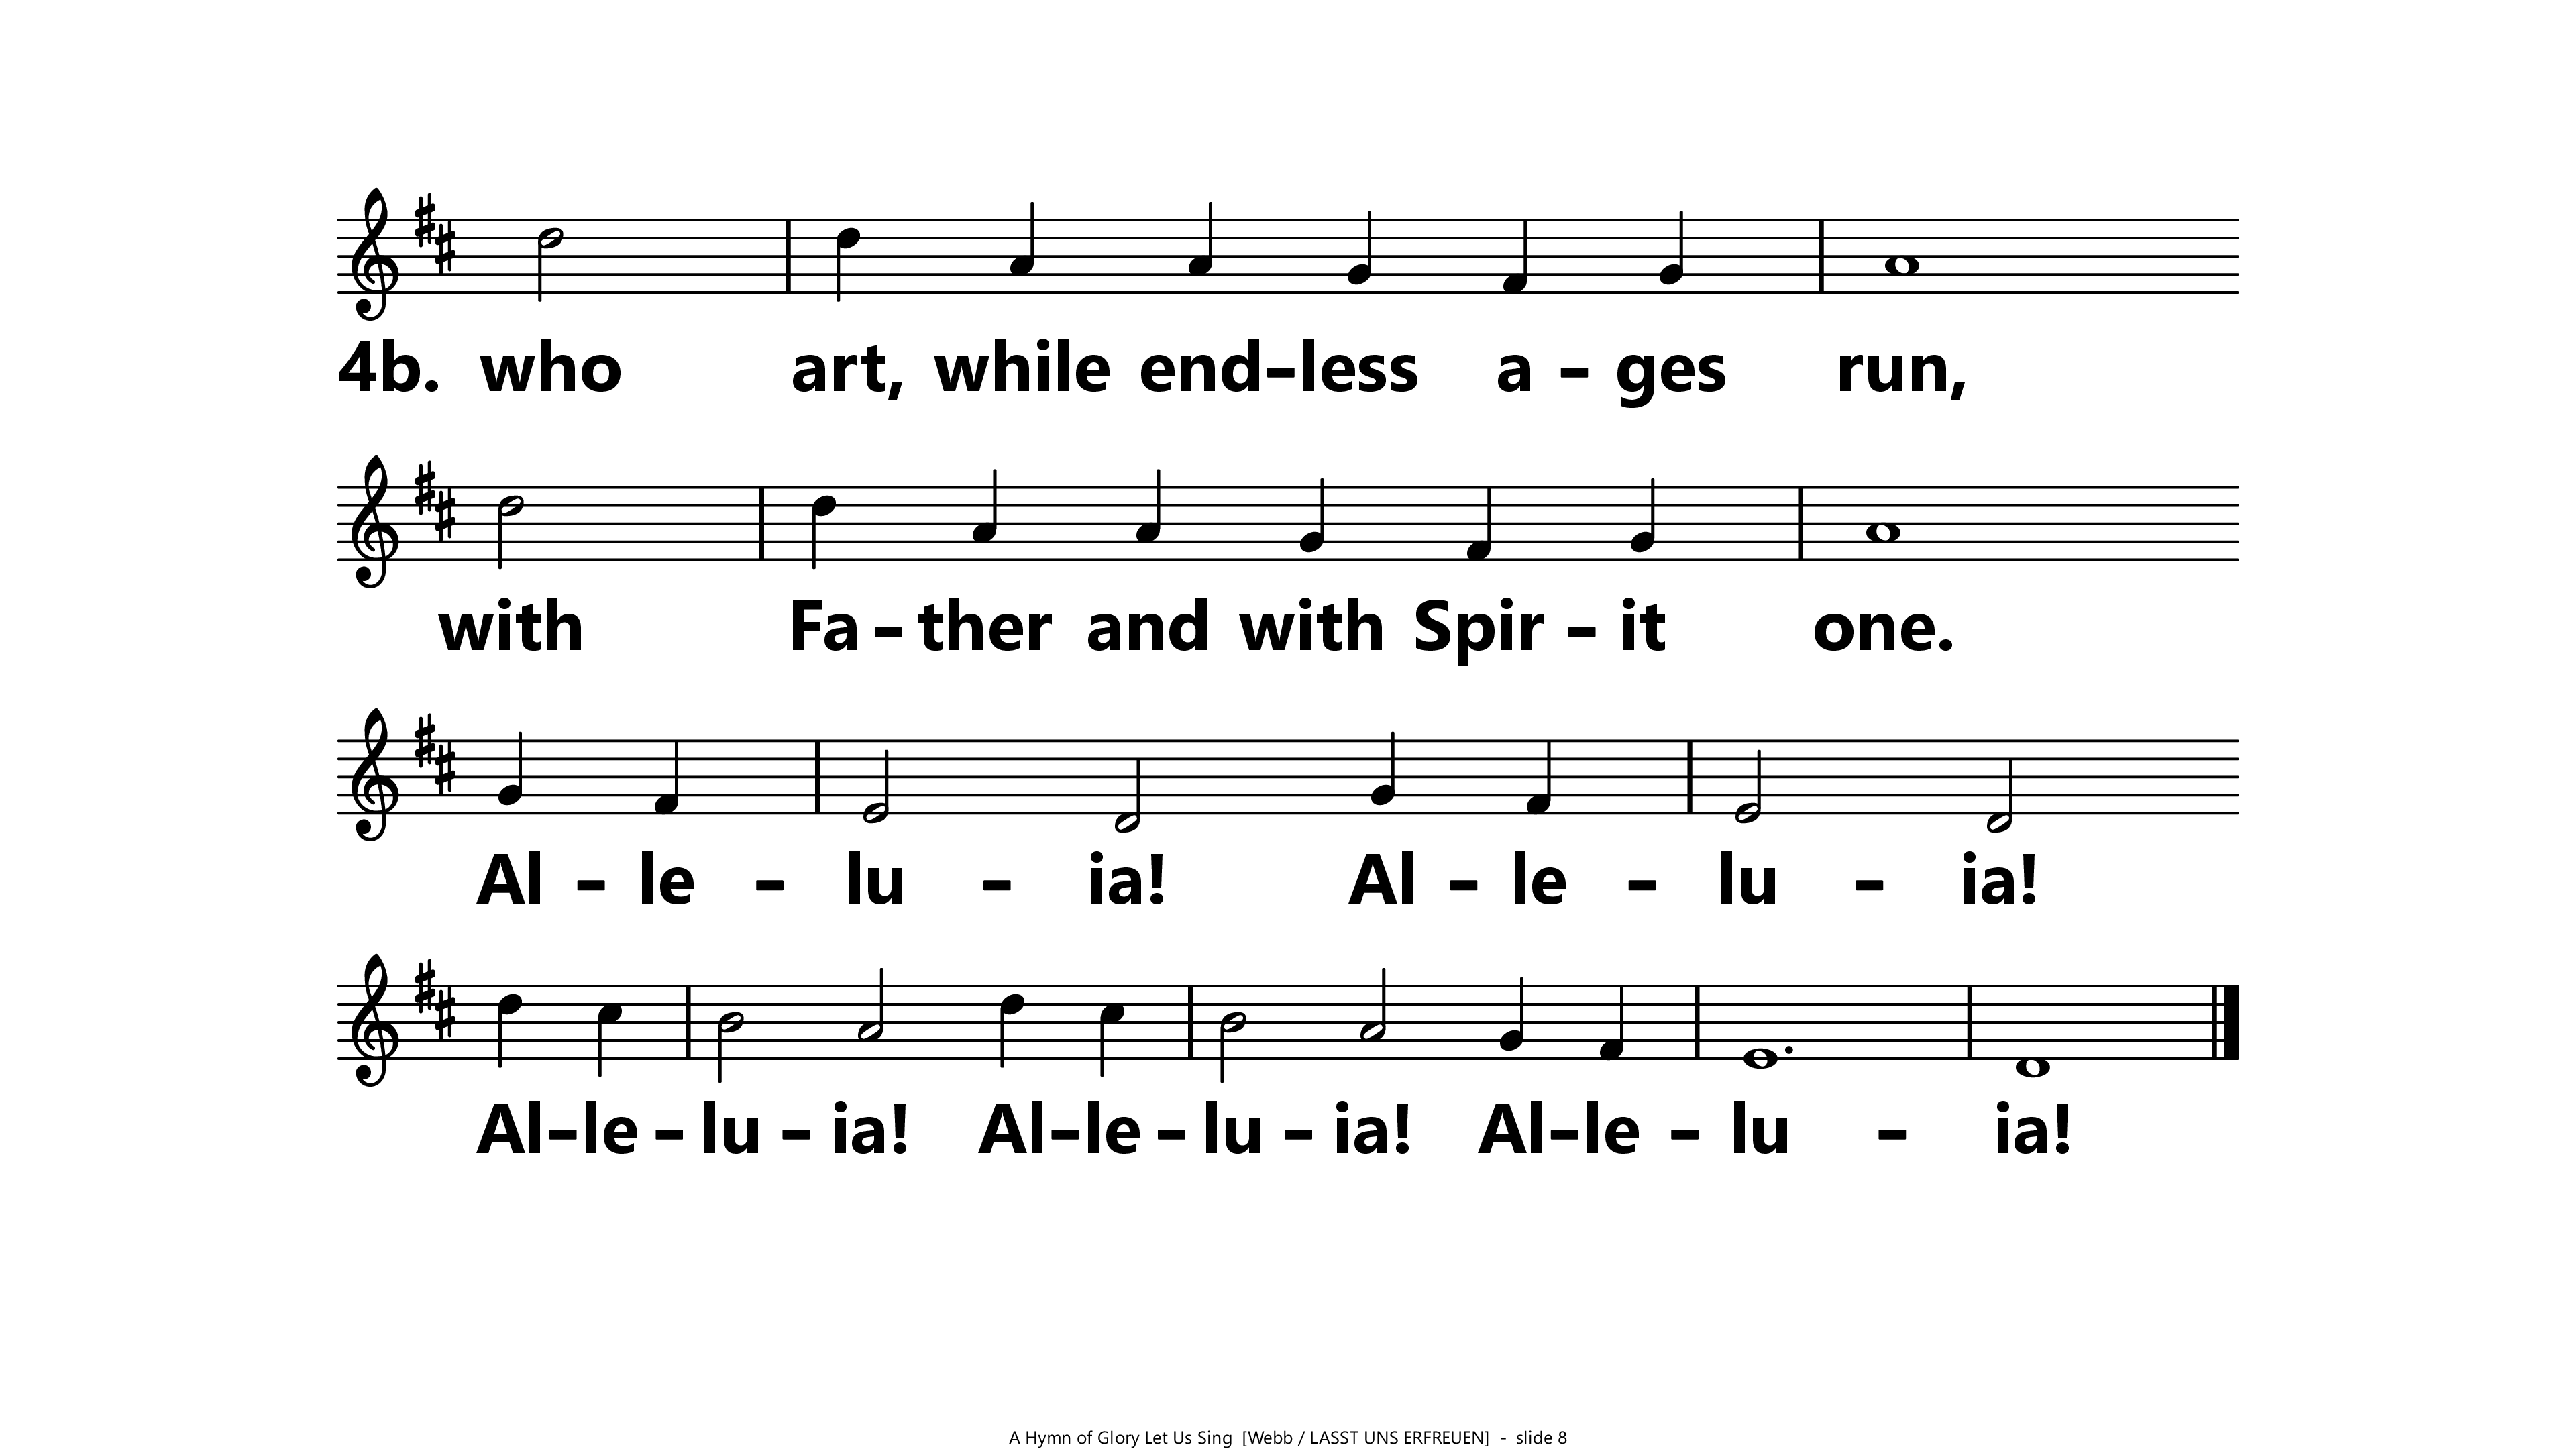 4b. who art, while end-less a - ges run,
with Fa - ther and with Spir - it one.
Al - le - lu - ia! Al - le - lu - ia!
Al-le - lu - ia! Al-le - lu - ia! Al-le - lu - ia!
A Hymn of Glory Let Us Sing [Webb / LASST UNS ERFREUEN] - slide 8